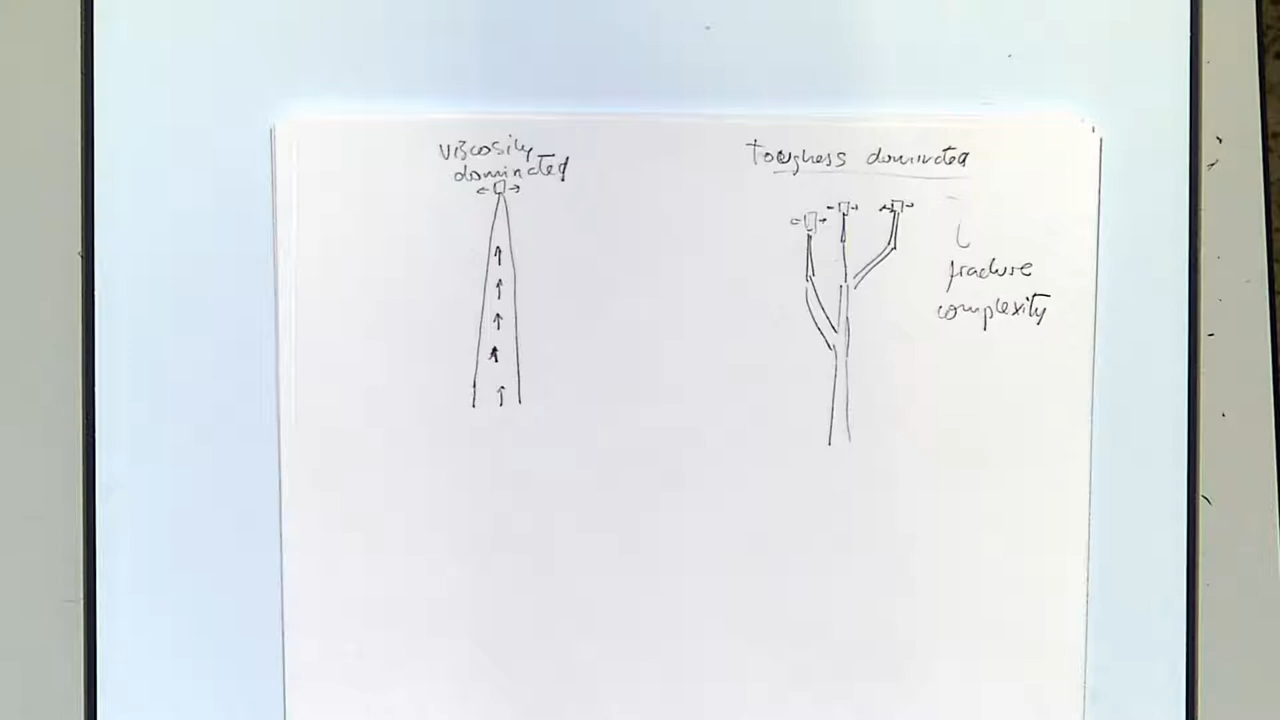 viscosity
dominated
Toughness dominated
fracture
complexity